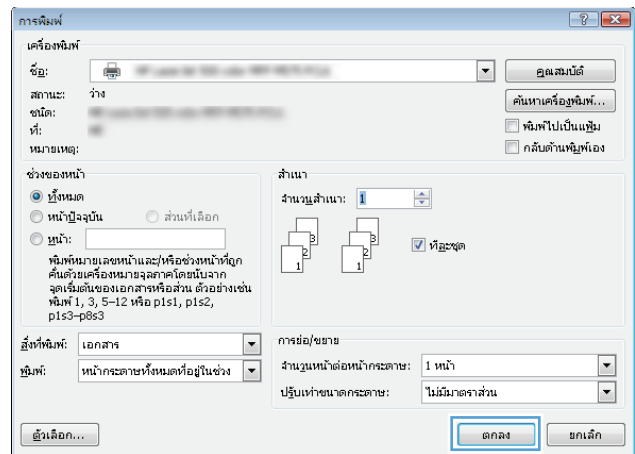 การพิมพ์
เครื่องพิมพ์
ชื่อ:
คุณสมบัติ
สถานะ: ว่าง
ชนิด:
ค้นหาเครื่องพิมพ์...
ที่:
พิมพ์ไปเป็นแฟ้ม
หมายเหตุ:
กลับด้านพิมพ์เอง
ช่วงของหน้า
ทั้งหมด
หน้าปัจจุบัน ส่วนที่เลือก
หน้า:
พิมพ์หมายเลขหน้าและ/หรือช่วงหน้าที่ถูก
คั่นด้วยเครื่องหมายจุลภาคโดยนับจาก
จุดเริ่มต้นของเอกสารหรือส่วน ตัวอย่างเช่น
พิมพ์ 1, 3, 5–12 หรือ p1s1, p1s2,
p1s3–p8s3
สำเนา
จำนวนสำเนา: 1
3 3
2 2
1 1
ทีละชุด
สิ่งที่พิมพ์: เอกสาร
พิมพ์: หน้ากระดาษทั้งหมดที่อยู่ในช่วง
การย่อ/ขยาย
จำนวนหน้าต่อหน้ากระดาษ: 1 หน้า
ปรับเท่าขนาดกระดาษ: ไม่มีมาตราส่วน
ตัวเลือก...
ตกลง
ยกเลิก